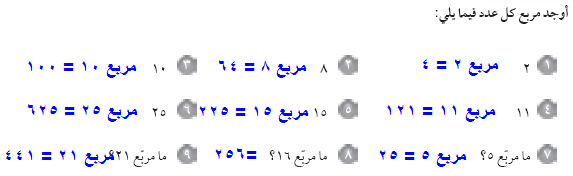 أوجد مربع كل عدد فيما يلي:
١ ٢ مربع ٢ = ٤ ٢ ٨ مربع ٨ = ٦٤ ٣ ١٠ مربع ١٠ = ١٠٠
٤ ١١ مربع ١١ = ١٢١ ٥ ١٥ مربع ١٥ = ٢٢٥ ٦ ٢٥ مربع ٢٥ = ٦٢٥
٧ ما مربّع ٥؟ مربع ٥ = ٢٥ ٨ ما مربّع ١٦؟ =٢٥٦ ٩ ما مربّع ٢١؟ مربع ٢١ = ٤٤١